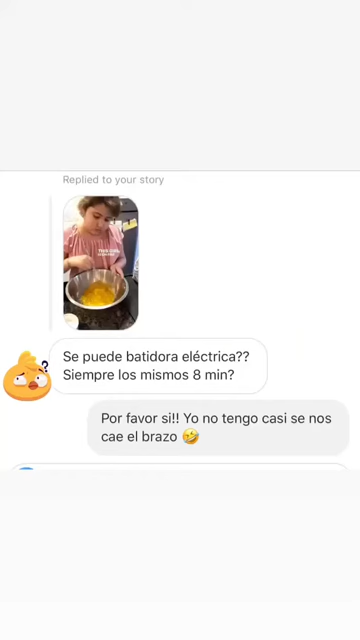 Replied to your story
Se puede batidora eléctrica??
Siempre los mismos 8 min?
Por favor si!! Yo no tengo casi se nos
cae el brazo 🤣